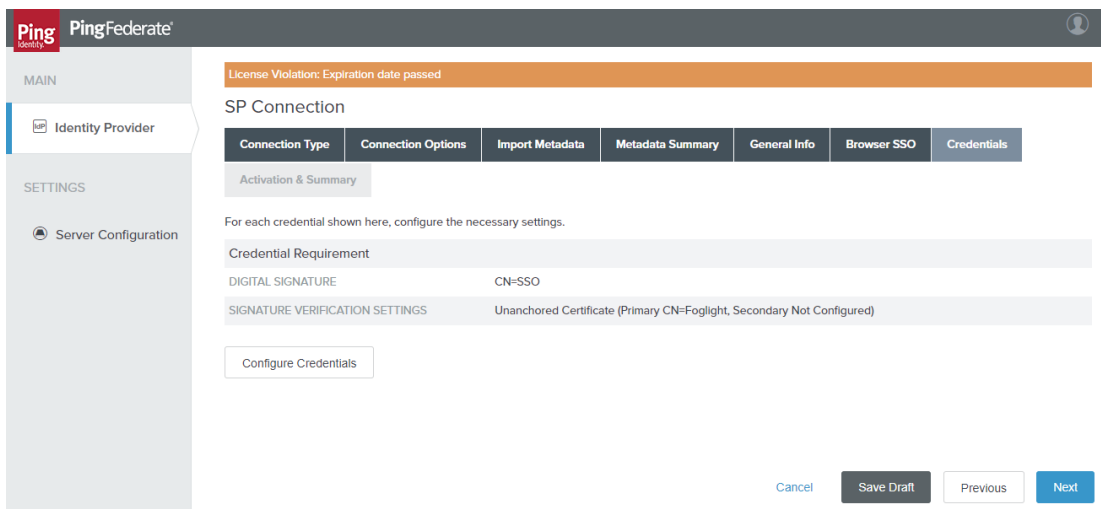 Ping
Identity.
PingFederate®
MAIN
IdP Identity Provider
SETTINGS
Server Configuration
License Violation: Expiration date passed
SP Connection
Connection Type Connection Options Import Metadata Metadata Summary General Info Browser SSO Credentials
Activation & Summary
For each credential shown here, configure the necessary settings.
Credential Requirement
DIGITAL SIGNATURE CN=SSO
SIGNATURE VERIFICATION SETTINGS Unanchored Certificate (Primary CN=Foglight, Secondary Not Configured)
Configure Credentials
Cancel Save Draft Previous Next